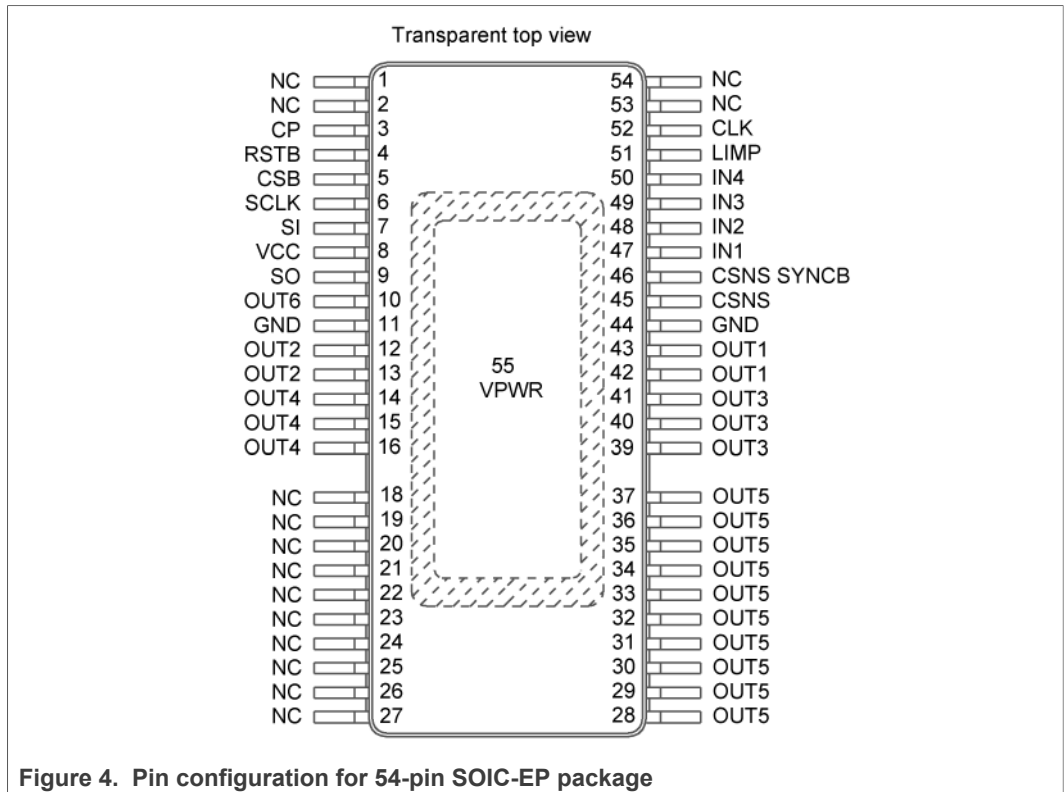 Transparent top view
NC 1 54 NC
NC 2 53 NC
CP 3 52 CLK
RSTB 4 51 LIMP
CSB 5 50 IN4
SCLK 6 49 IN3
SI 7 48 IN2
VCC 8 47 IN1
SO 9 46 CSNS SYNCB
OUT6 10 45 CSNS
GND 11 44 GND
OUT2 12 43 OUT1
OUT2 13 42 OUT1
OUT4 14 41 OUT3
OUT4 15 40 OUT3
OUT4 16 39 OUT3
55
VPWR
NC 18 37 OUT5
NC 19 36 OUT5
NC 20 35 OUT5
NC 21 34 OUT5
NC 22 33 OUT5
NC 23 32 OUT5
NC 24 31 OUT5
NC 25 30 OUT5
NC 26 29 OUT5
NC 27 28 OUT5
Figure 4. Pin configuration for 54-pin SOIC-EP package